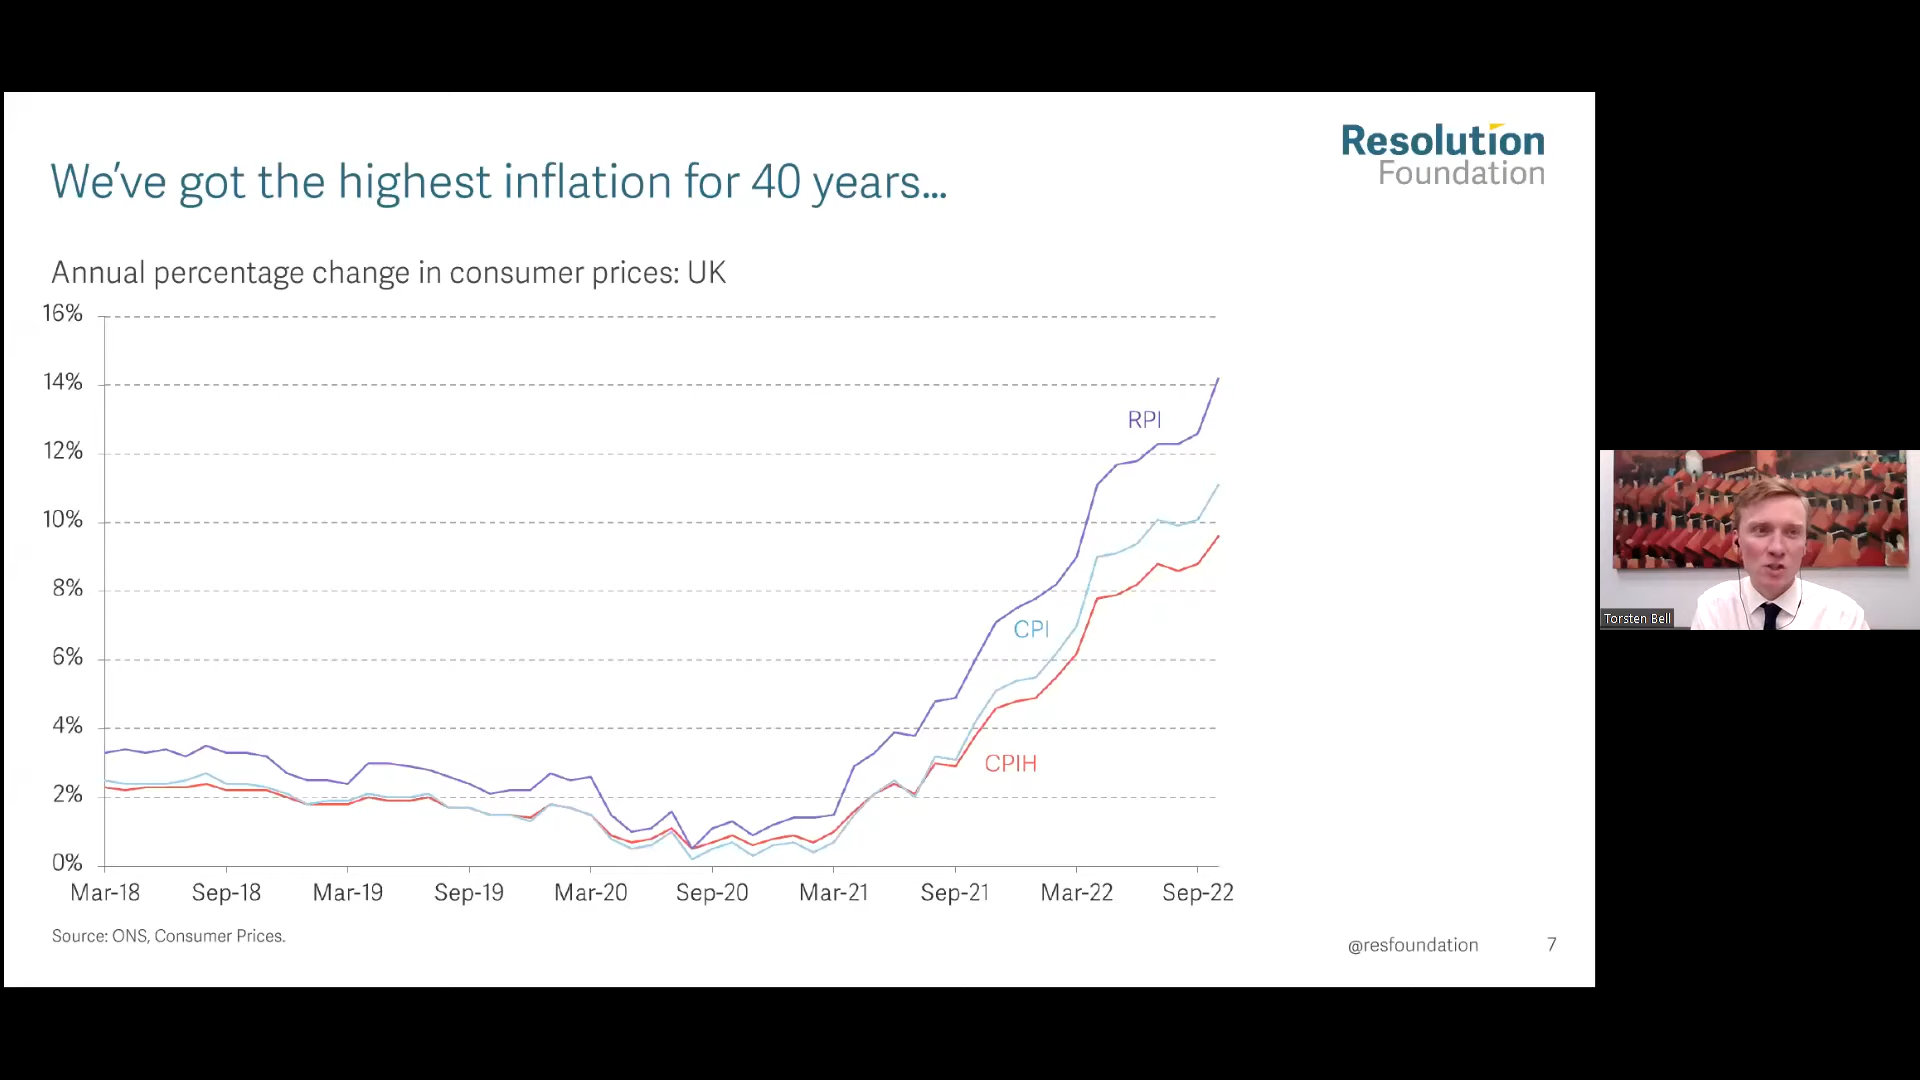 Resolution
Foundation
We've got the highest inflation for 40 years...
Annual percentage change in consumer prices: UK
16%
14%
12%
10%
8%
6%
4%
2%
0%
RPI
CPI
CPIH
Mar-18 Sep-18 Mar-19 Sep-19 Mar-20 Sep-20 Mar-21 Sep-21 Mar-22 Sep-22
Source: ONS, Consumer Prices.
@resfoundation 7
Torsten Bell